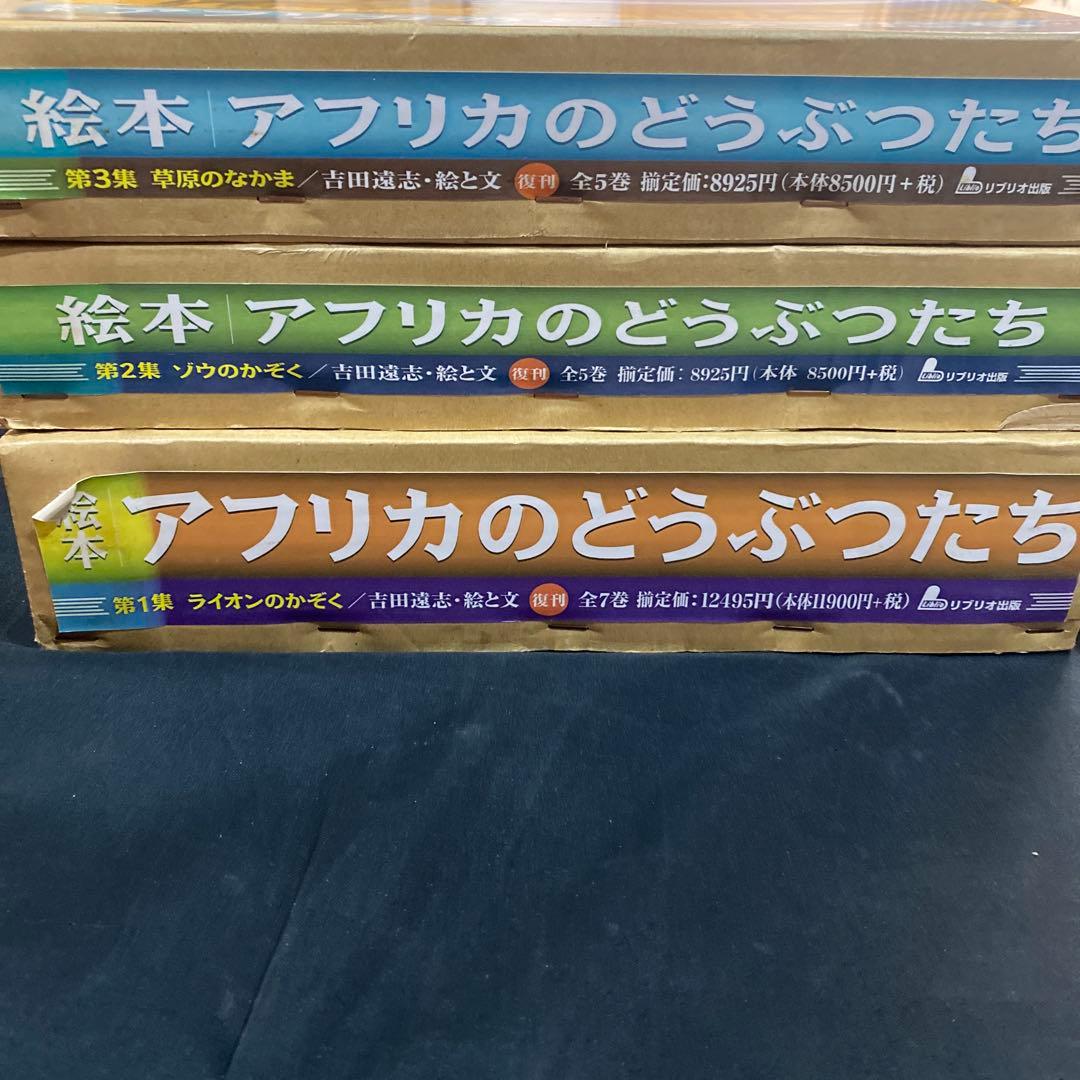 絵本 アフリカのどうぶつたち
第3集 草原のなかま/吉田遠志・絵と文 復刊 全5巻 揃定価:8925円(本体8500円+税) Liblio リブリオ出版
絵本 アフリカのどうぶつたち
第2集 ゾウのかぞく/吉田遠志・絵と文 復刊 全5巻 揃定価:8925円(本体 8500円+税) Liblio リブリオ出版
絵本 アフリカのどうぶつたち
第1集 ライオンのかぞく/吉田遠志・絵と文 復刊 全7巻 揃定価:12495円(本体11900円+税) Liblio リブリオ出版